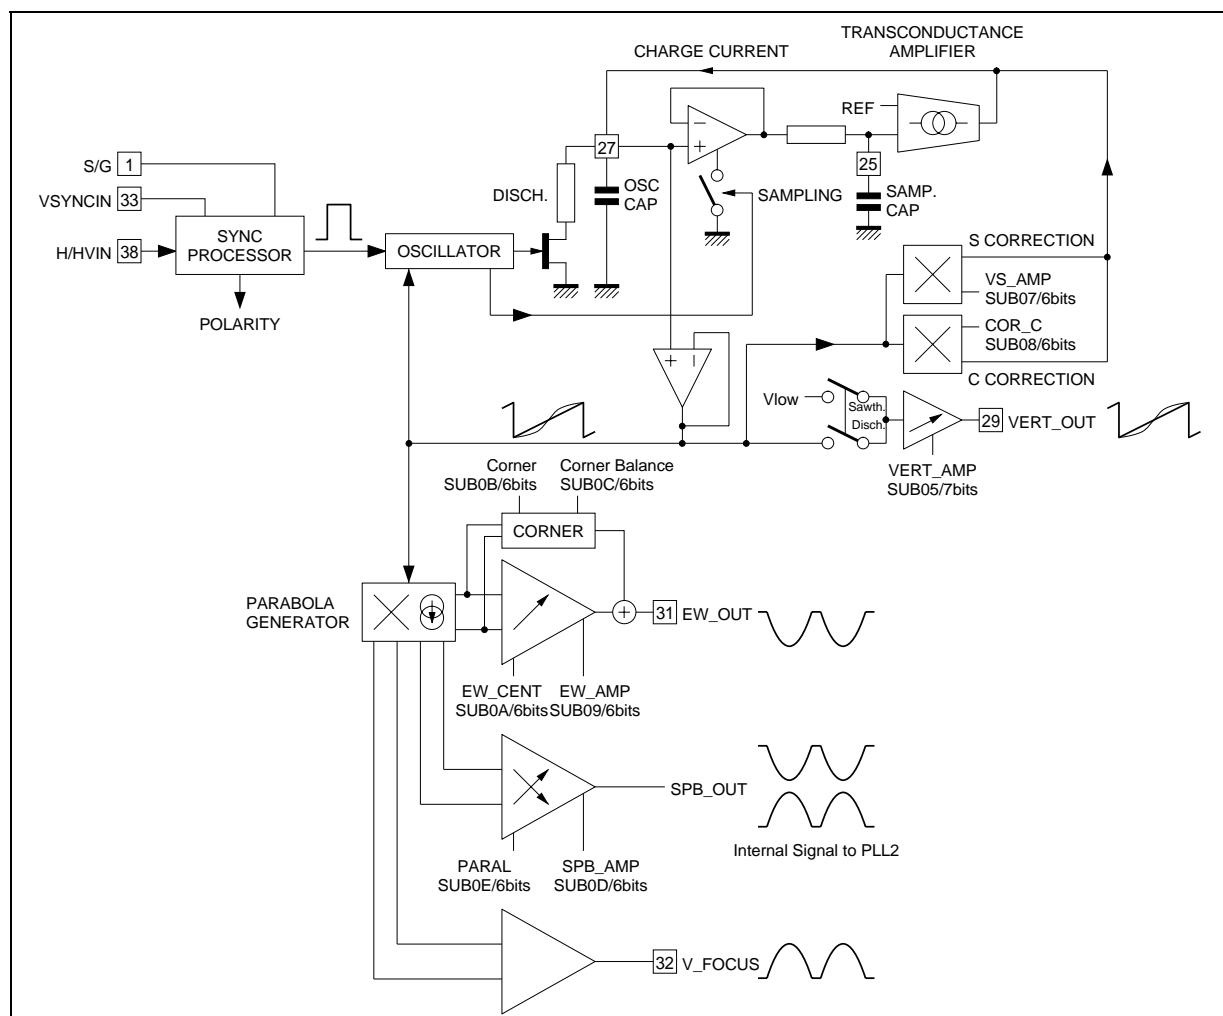 TRANSCONDUCTANCE
AMPLIFIER
CHARGE CURRENT
REF
S/G 1
VSYNCIN 33
H/HVIN 38
SYNC
PROCESSOR
POLARITY
OSCILLATOR
DISCH.
27
OSC
CAP
−
+
SAMPLING
25
SAMP.
CAP
S CORRECTION
VS_AMP
SUB07/6bits
COR_C
SUB08/6bits
C CORRECTION
+ −
Vlow
Sawth.
Disch.
29 VERT_OUT
VERT_AMP
SUB05/7bits
Corner
SUB0B/6bits
Corner Balance
SUB0C/6bits
CORNER
PARABOLA
GENERATOR
+
31 EW_OUT
EW_CENT
SUB0A/6bits
EW_AMP
SUB09/6bits
SPB_OUT
Internal Signal to PLL2
PARAL
SUB0E/6bits
SPB_AMP
SUB0D/6bits
32 V_FOCUS